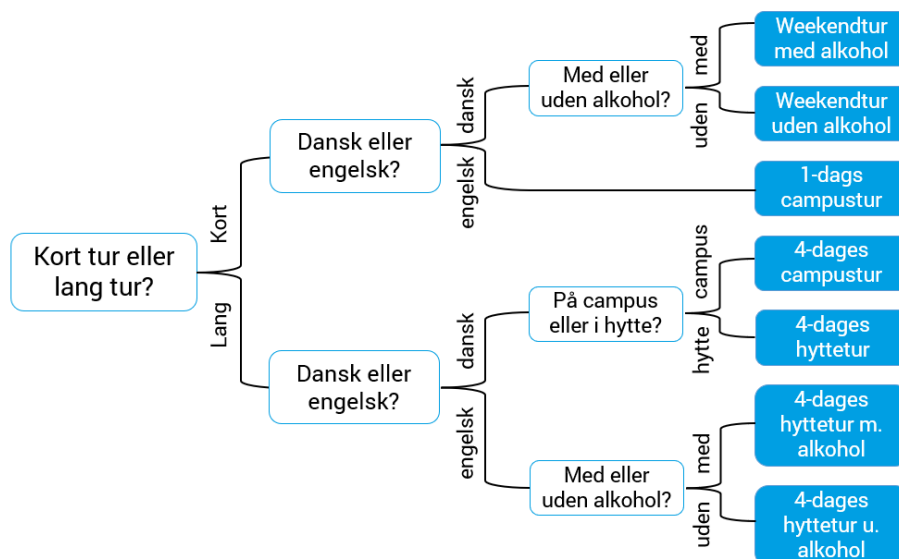 Kort tur eller
lang tur?
Kort
Lang
Dansk eller
engelsk?
dansk
engelsk
Med eller
uden alkohol?
med
uden
Weekendtur
med alkohol
Weekendtur
uden alkohol
1-dags
campustur
Dansk eller
engelsk?
dansk
engelsk
På campus
eller i hytte?
campus
hytte
4-dages
campustur
4-dages
hyttetur
Med eller
uden alkohol?
med
uden
4-dages
hyttetur m.
alkohol
4-dages
hyttetur u.
alkohol